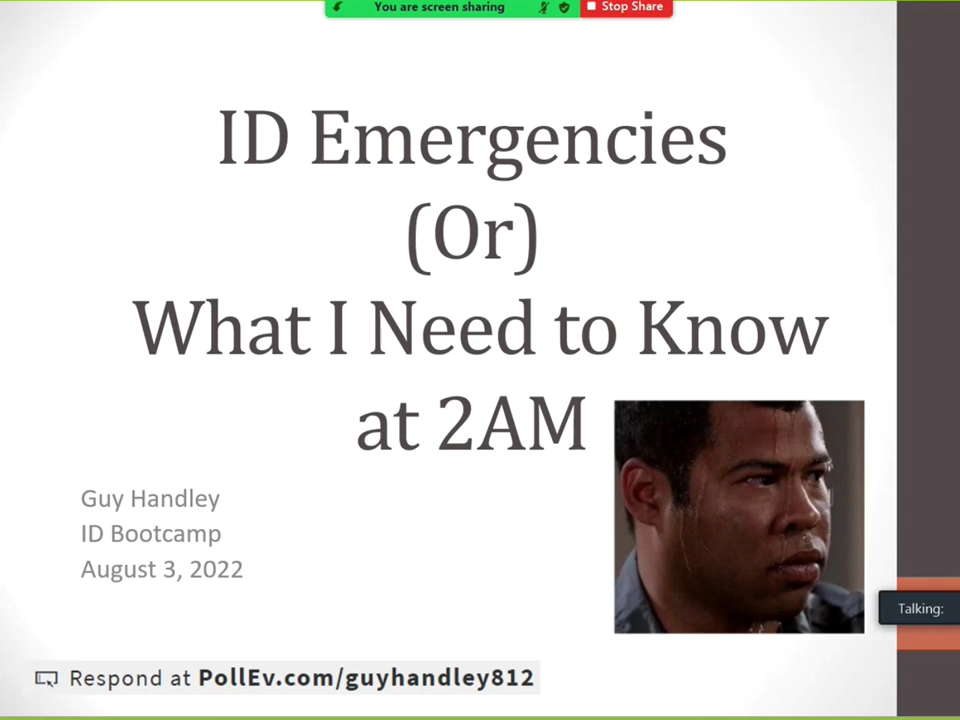 You are screen sharing
Stop Share
ID Emergencies
(Or)
What I Need to Know
at 2AM
Guy Handley
ID Bootcamp
August 3, 2022
Talking:
Respond at PollEv.com/guyhandley812